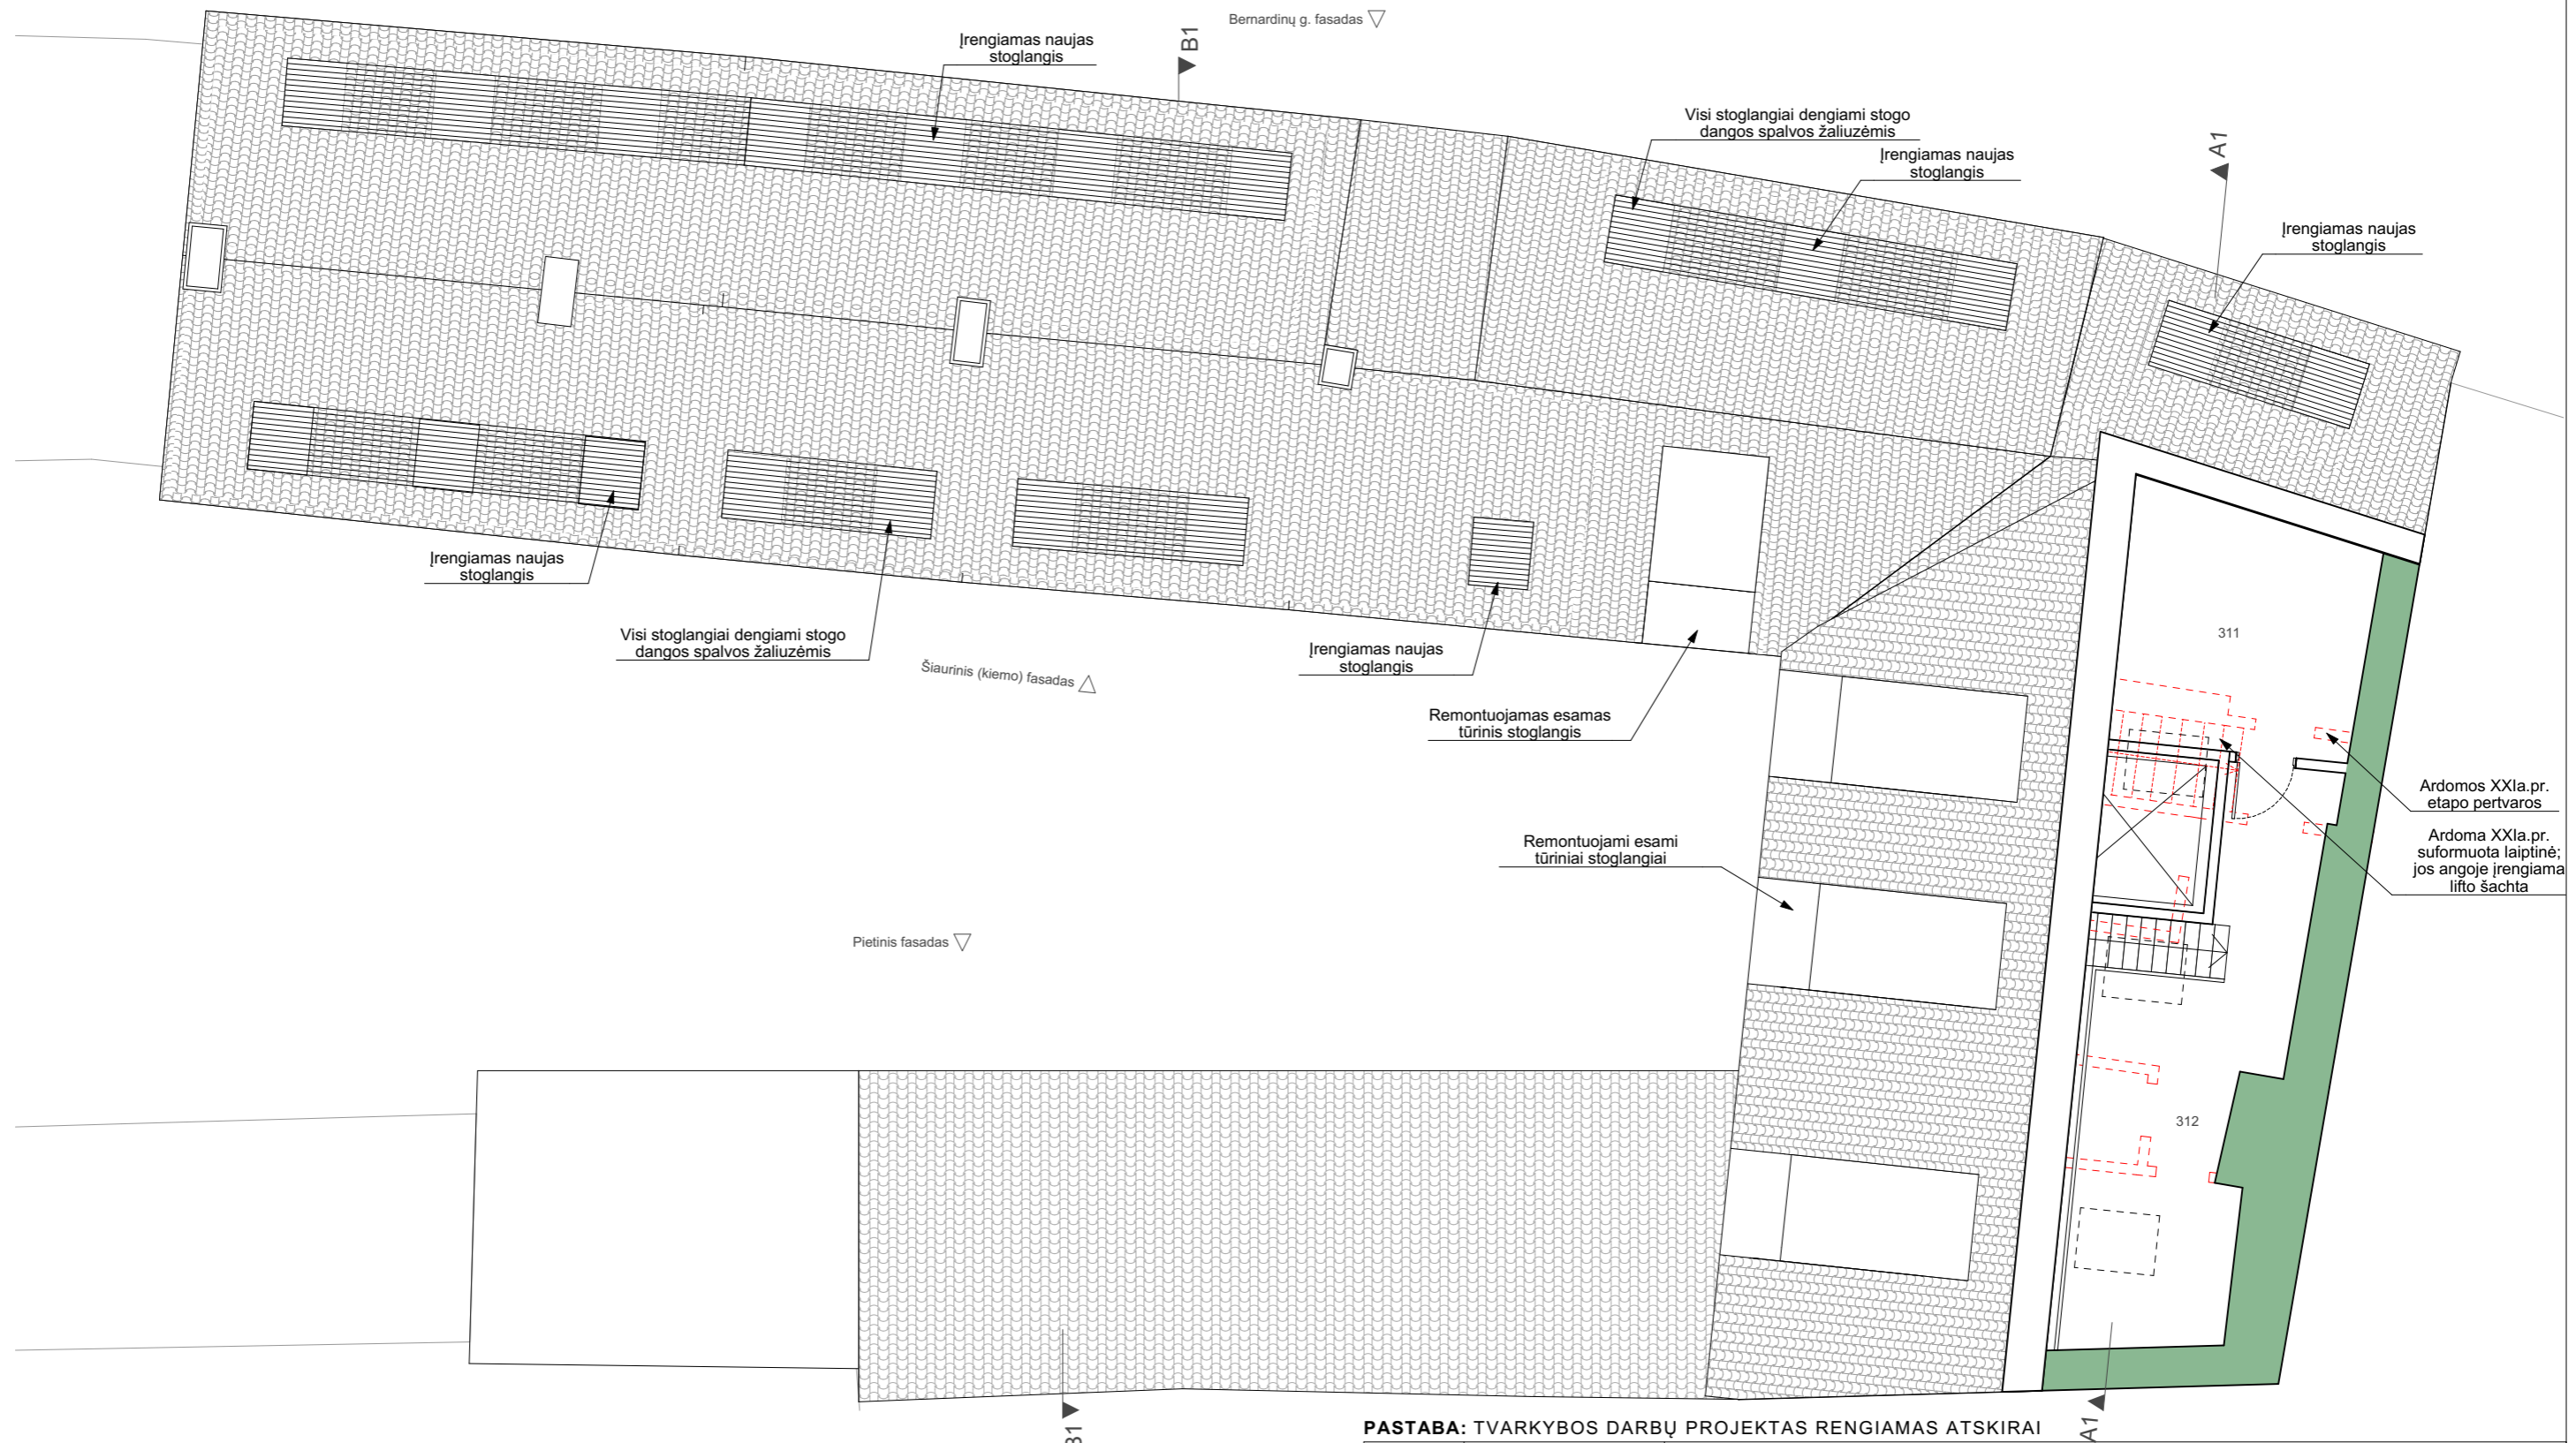 Bernardinų g. fasadas
B1
Įrengiamas naujas
stoglangis
Visi stoglangiai dengiami stogo
dangos spalvos žaliuzėmis
Įrengiamas naujas
stoglangis
A1
Įrengiamas naujas
stoglangis
Įrengiamas naujas
stoglangis
Visi stoglangiai dengiami stogo
dangos spalvos žaliuzėmis
Šiaurinis (kiemo) fasadas
Įrengiamas naujas
stoglangis
311
Remontuojamas esamas
tūrinis stoglangis
Ardomos XXIa.pr.
etapo pertvaros
Ardoma XXIa.pr.
suformuota laiptinė;
jos angoje įrengiama
lifto šachta
Remontuojami esami
tūriniai stoglangiai
Pietinis fasadas
312
B1
A1
PASTABA: TVARKYBOS DARBŲ PROJEKTAS RENGIAMAS ATSKIRAI